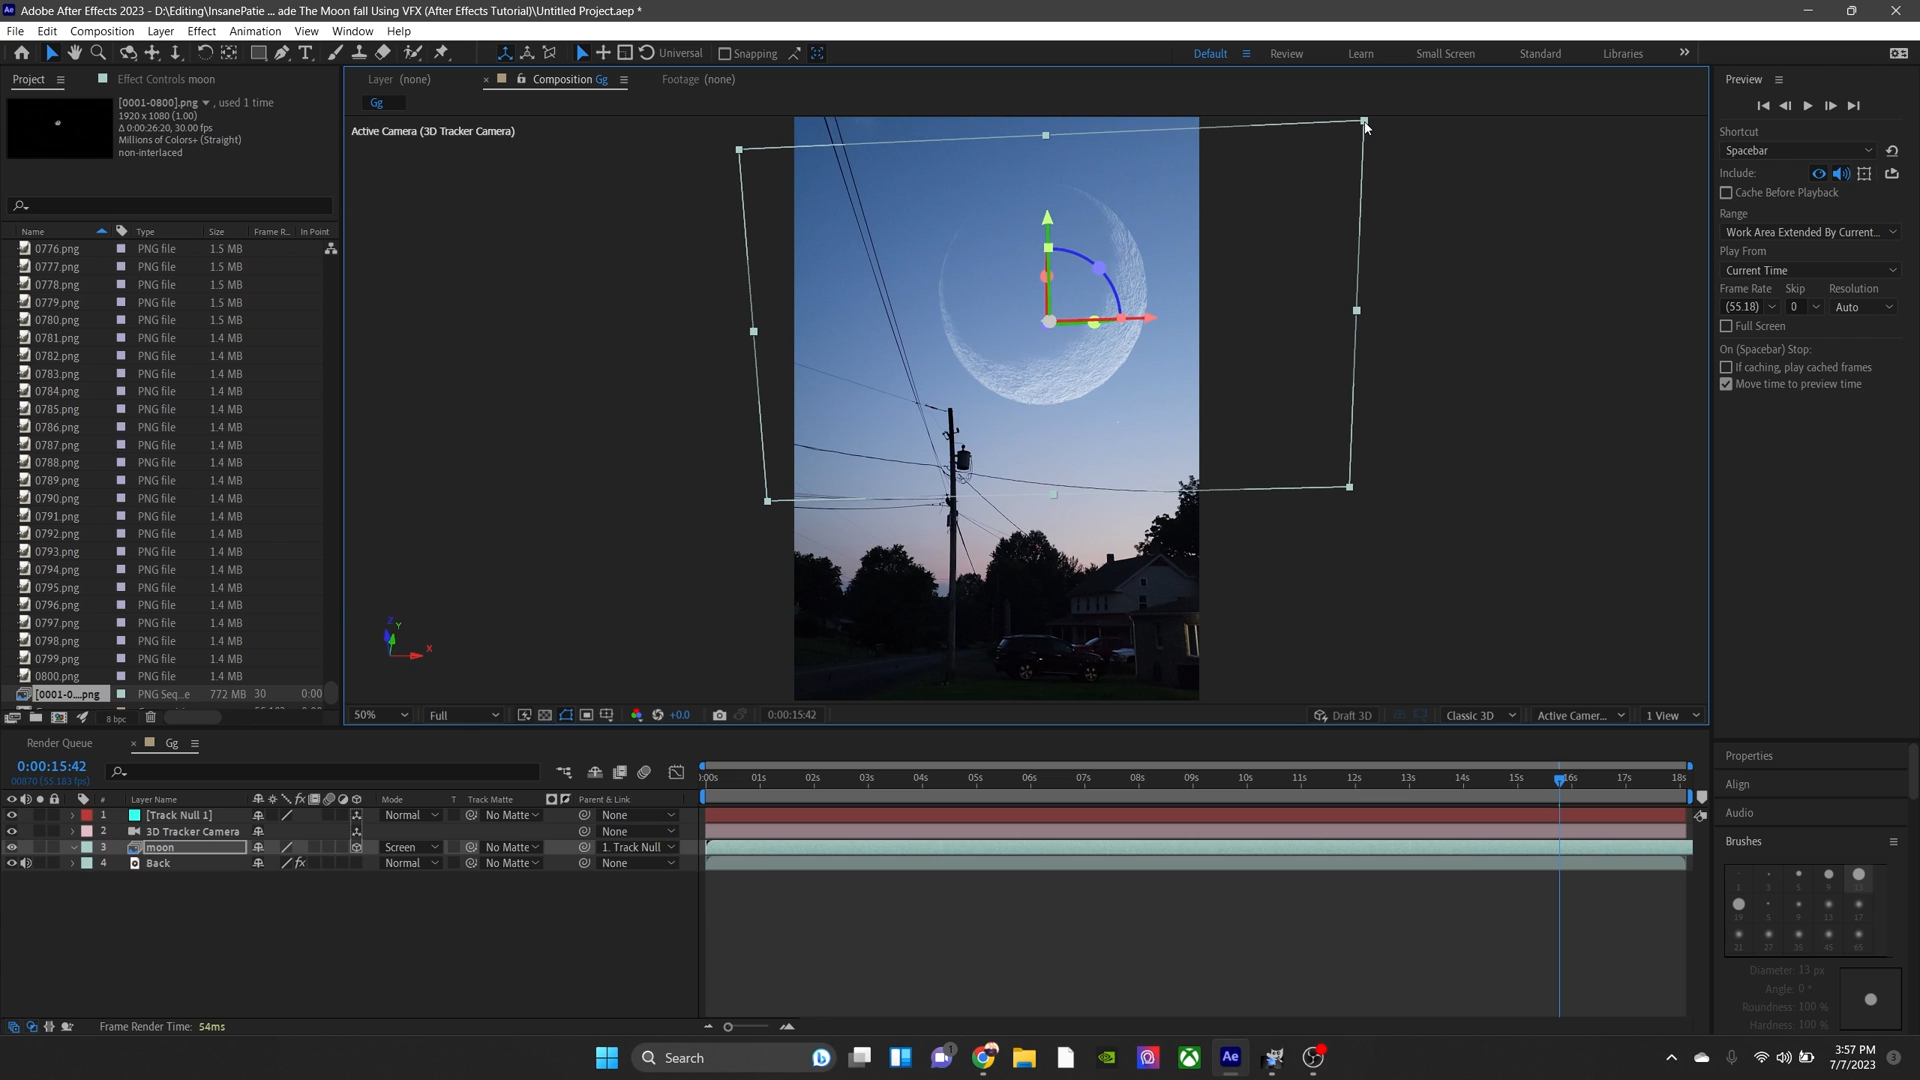 Adobe After Effects 2023 - D:\Editing\InsanePatie ... ade The Moon fall Using VFX (After Effects Tutorial)\Untitled Project.aep *
File Edit Composition Layer Effect Animation View Window Help
Universal Snapping Default Review Learn Small Screen Standard Libraries
Project Effect Controls moon
Layer (none) Composition Gg Footage (none)
Preview
[0001-0800].png , used 1 time
1920 x 1080 (1.00)
Δ 0:00:26:20, 30.00 fps
Millions of Colors+ (Straight)
non-interlaced
Gg
Active Camera (3D Tracker Camera)
Shortcut
Spacebar
Include:
Cache Before Playback
Range
Work Area Extended By Current...
Play From
Current Time
Frame Rate Skip Resolution
(55.18) 0 Auto
Full Screen
On (Spacebar) Stop:
If caching, play cached frames
Move time to preview time
Name Type Size Frame R... In Point
0776.png PNG file 1.5 MB
0777.png PNG file 1.5 MB
0778.png PNG file 1.5 MB
0779.png PNG file 1.5 MB
0780.png PNG file 1.5 MB
0781.png PNG file 1.4 MB
0782.png PNG file 1.4 MB
0783.png PNG file 1.4 MB
0784.png PNG file 1.4 MB
0785.png PNG file 1.4 MB
0786.png PNG file 1.4 MB
0787.png PNG file 1.4 MB
0788.png PNG file 1.4 MB
0789.png PNG file 1.4 MB
0790.png PNG file 1.4 MB
0791.png PNG file 1.4 MB
0792.png PNG file 1.4 MB
0793.png PNG file 1.4 MB
0794.png PNG file 1.4 MB
0795.png PNG file 1.4 MB
0796.png PNG file 1.4 MB
0797.png PNG file 1.4 MB
0798.png PNG file 1.4 MB
0799.png PNG file 1.4 MB
0800.png PNG file 1.4 MB
[0001-0....png PNG Seq...e 772 MB 30 0:00
8 bpc
Z Y X
50% Full +0.0 0:00:15:42 Draft 3D Classic 3D Active Camer... 1 View
Render Queue Gg
0:00:15:42
00870 (55.183 fps)
:00s 01s 02s 03s 04s 05s 06s 07s 08s 09s 10s 11s 12s 13s 14s 15s 16s 17s 18s
# Layer Name Mode T Track Matte Parent & Link
1 [Track Null 1] Normal No Matte None
2 3D Tracker Camera None
3 moon Screen No Matte 1. Track Null
4 Back Normal No Matte None
Frame Render Time: 54ms
Properties
Align
Audio
Brushes
1 3 5 9 13
19 5 9 13 17
21 27 35 45 65
Diameter: 13 px
Angle: 0 °
Roundness: 100 %
Hardness: 100 %
Search
Ae
3:57 PM
7/7/2023
3